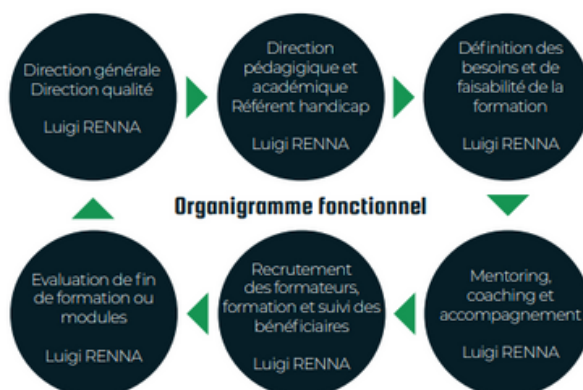 Direction générale
Direction qualité
Luigi RENNA
Direction
pédagigique et
académique
Référent handicap
Luigi RENNA
Définition des
besoins et de
faisabilité de la
formation
Luigi RENNA
Organigramme fonctionnel
Evaluation de fin
de formation ou
modules
Luigi RENNA
Recrutement
des formateurs,
formation et suivi des
bénéficiaires
Luigi RENNA
Mentoring,
coaching et
accompagnement
Luigi RENNA